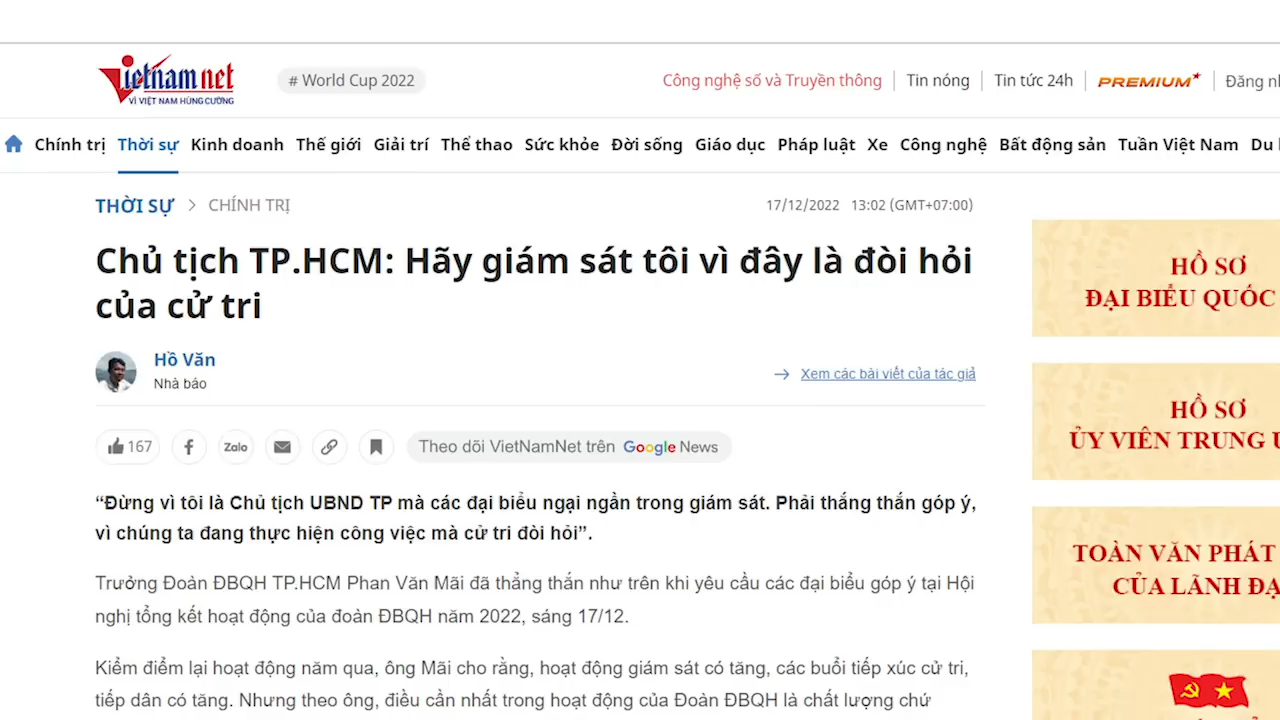 Vietnamnet
VÌ VIỆT NAM HÙNG CƯỜNG
# World Cup 2022
Công nghệ số và Truyền thông
Tin nóng
Tin tức 24h
PREMIUM
Đăng nh
Chính trị Thời sự Kinh doanh Thế giới Giải trí Thể thao Sức khỏe Đời sống Giáo dục Pháp luật Xe Công nghệ Bất động sản Tuần Việt Nam Du
THỜI SỰ > CHÍNH TRỊ
17/12/2022 13:02 (GMT+07:00)
Chủ tịch TP.HCM: Hãy giám sát tôi vì đây là đòi hỏi
của cử tri
Hồ Văn
Nhà báo
Xem các bài viết của tác giả
167
Zalo
Theo dõi VietNamNet trên Google News
“Đừng vì tôi là Chủ tịch UBND TP mà các đại biểu ngại ngần trong giám sát. Phải thắng thắn góp ý,
vì chúng ta đang thực hiện công việc mà cử tri đòi hỏi”.
Trưởng Đoàn ĐBQH TP.HCM Phan Văn Mãi đã thẳng thắn như trên khi yêu cầu các đại biểu góp ý tại Hội
nghị tổng kết hoạt động của đoàn ĐBQH năm 2022, sáng 17/12.
Kiểm điểm lại hoạt động năm qua, ông Mãi cho rằng, hoạt động giám sát có tăng, các buổi tiếp xúc cử tri,
tiếp dân có tăng. Nhưng theo ông, điều cần nhất trong hoạt động của Đoàn ĐBQH là chất lượng chứ
HỒ SƠ
ĐẠI BIỂU QUỐC
HỒ SƠ
ỦY VIÊN TRUNG
TOÀN VĂN PHÁT
CỦA LÃNH ĐẠ